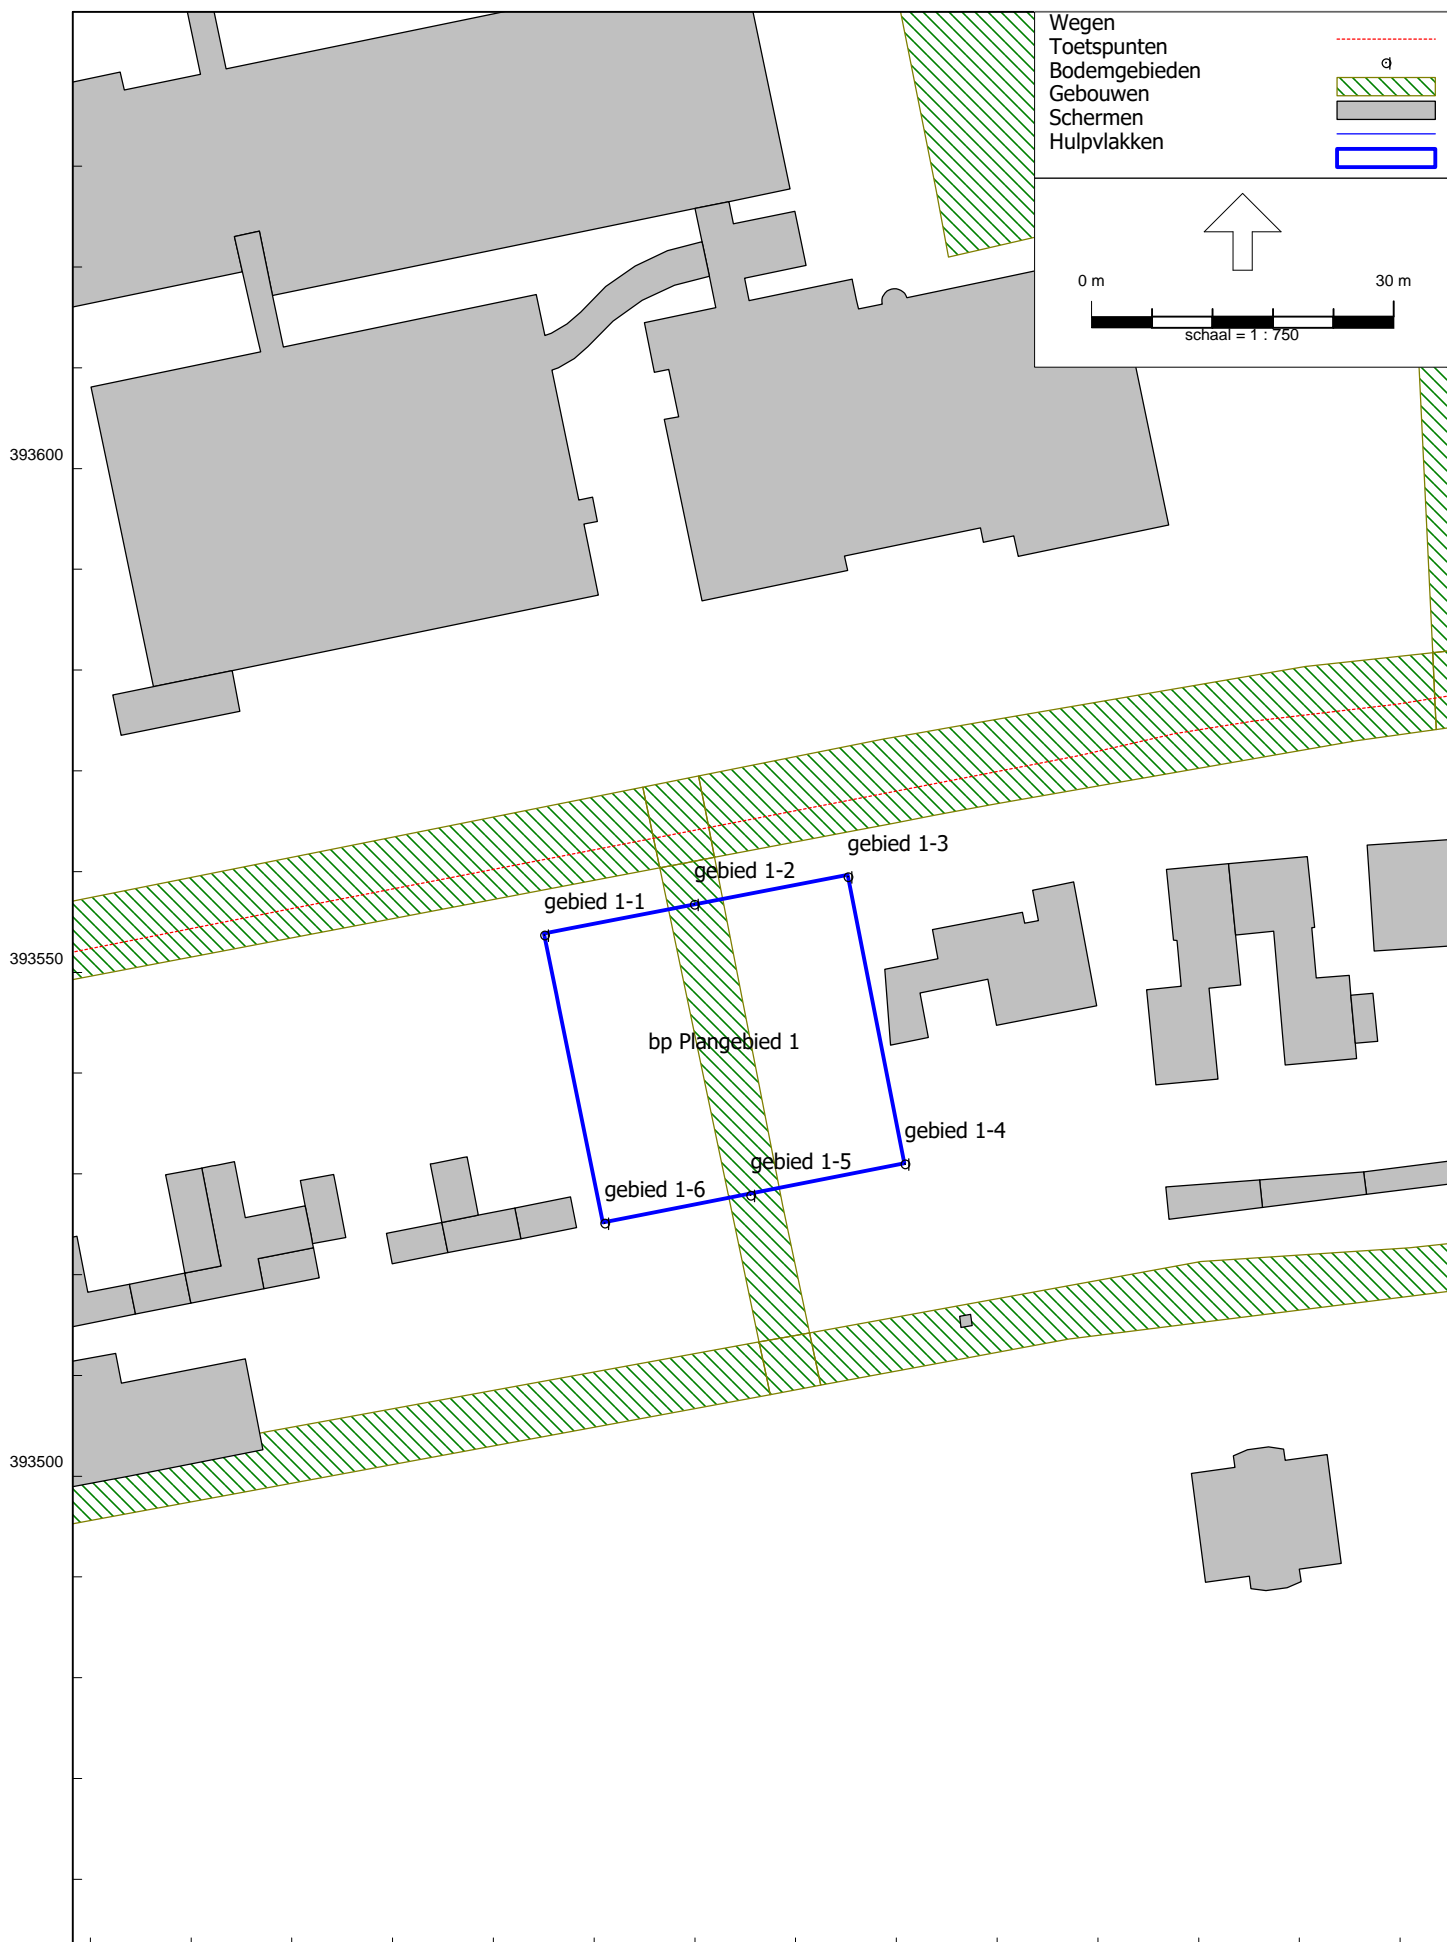 Wegen
Toetspunten
Bodemgebieden
Gebouwen
Schermen
Hulpvlakken
0 m
30 m
schaal = 1 : 750
393600
gebied 1-3
gebied 1-2
gebied 1-1
393550
bp Plangebied 1
gebied 1-4
gebied 1-5
gebied 1-6
393500